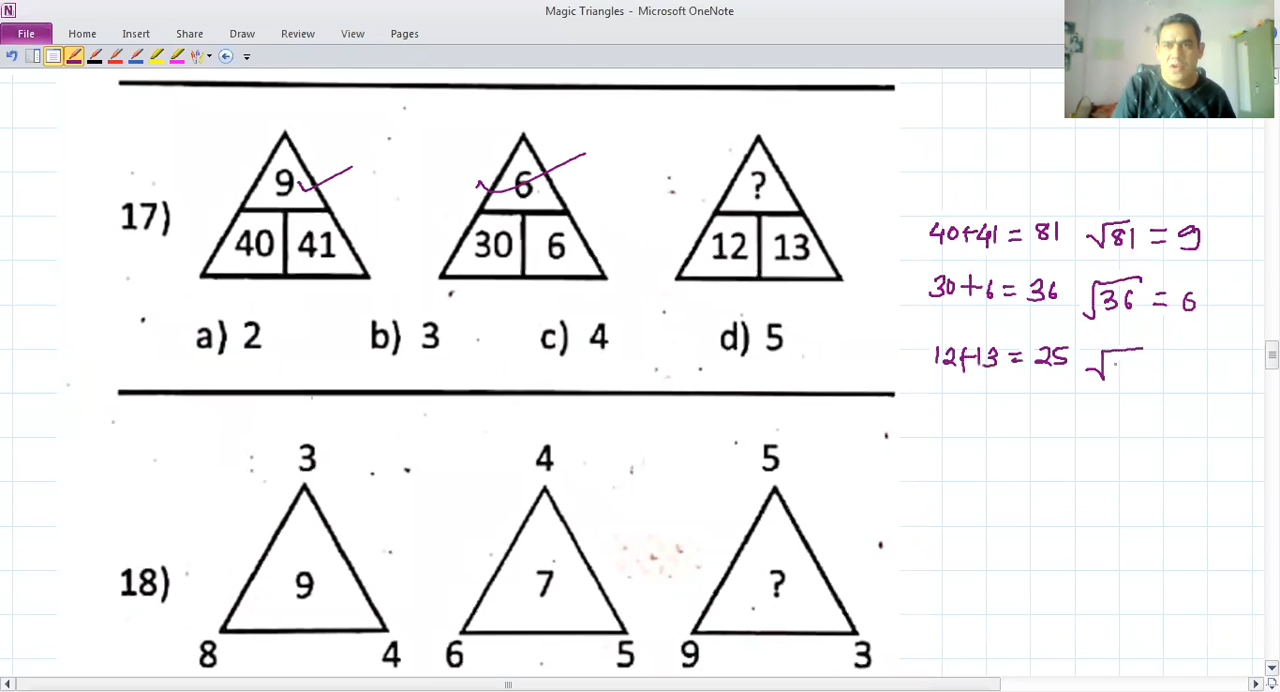 Magic Triangles - Microsoft OneNote
File Home Insert Share Draw Review View Pages
17)
9
40 41
6
30 6
?
12 13
a) 2 b) 3 c) 4 d) 5
40+41 = 81 √81 = 9
30+6 = 36 √36 = 6
12+13 = 25 √
18)
3
9
8 4
4
7
6 5
5
?
9 3